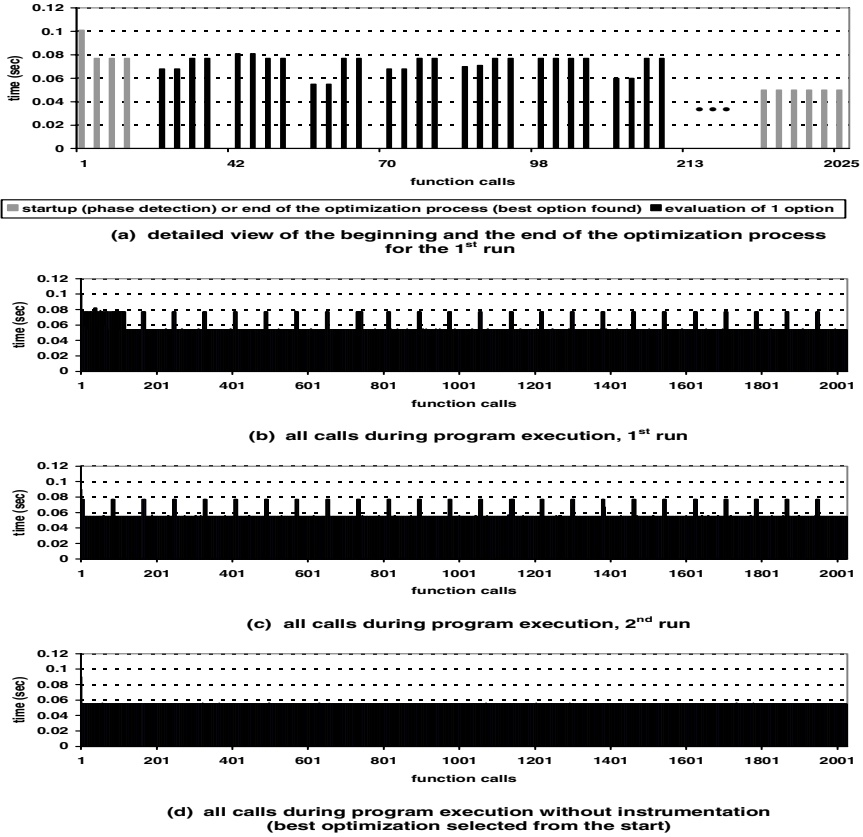 0.12
0.1
0.08
0.06
0.04
0.02
0
time (sec)
1 42 70 98 213 2025
function calls
startup (phase detection) or end of the optimization process (best option found) evaluation of 1 option
(a) detailed view of the beginning and the end of the optimization process
for the 1st run
0.12
0.1
0.08
0.06
0.04
0.02
0
time (sec)
1 201 401 601 801 1001 1201 1401 1601 1801 2001
function calls
(b) all calls during program execution, 1st run
0.12
0.1
0.08
0.06
0.04
0.02
0
time (sec)
1 201 401 601 801 1001 1201 1401 1601 1801 2001
function calls
(c) all calls during program execution, 2nd run
0.12
0.1
0.08
0.06
0.04
0.02
0
time (sec)
1 201 401 601 801 1001 1201 1401 1601 1801 2001
function calls
(d) all calls during program execution without instrumentation
(best optimization selected from the start)